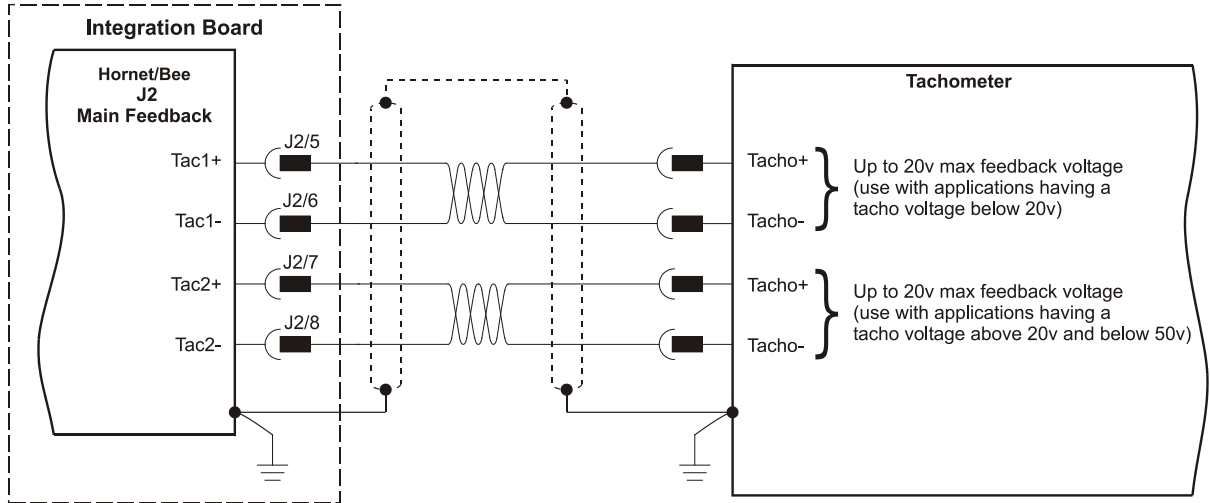 Integration Board
Hornet/Bee
J2
Main Feedback
Tac1+
J2/5
Tac1-
J2/6
Tac2+
J2/7
Tac2-
J2/8
Tachometer
Tacho+
Tacho-
Up to 20v max feedback voltage
(use with applications having a
tacho voltage below 20v)
Tacho+
Tacho-
Up to 20v max feedback voltage
(use with applications having a
tacho voltage above 20v and below 50v)